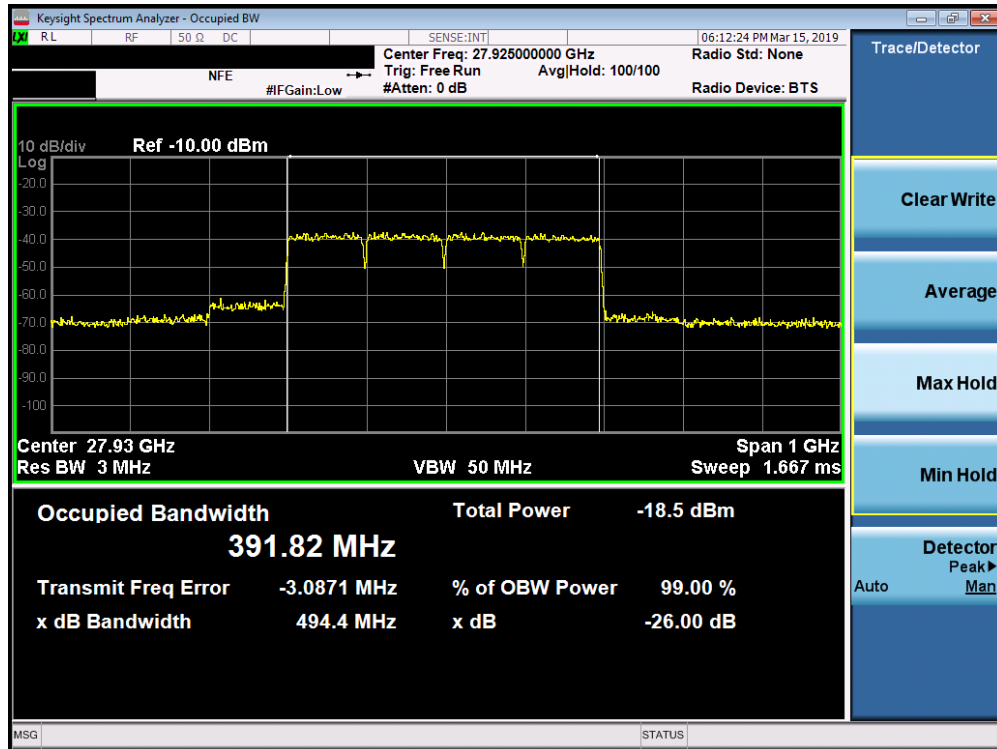 Keysight Spectrum Analyzer - Occupied BW
LXI RL RF 50 Ω DC SENSE:INT 06:12:24 PM Mar 15, 2019
Center Freq: 27.925000000 GHz Radio Std: None
NFE Trig: Free Run Avg|Hold: 100/100
#IFGain:Low #Atten: 0 dB Radio Device: BTS
Trace/Detector
10 dB/div Ref -10.00 dBm
Log
-20.0
-30.0
-40.0
-50.0
-60.0
-70.0
-80.0
-90.0
-100
Center 27.93 GHz Span 1 GHz
Res BW 3 MHz VBW 50 MHz Sweep 1.667 ms
Occupied Bandwidth Total Power -18.5 dBm
391.82 MHz
Transmit Freq Error -3.0871 MHz % of OBW Power 99.00 %
x dB Bandwidth 494.4 MHz x dB -26.00 dB
Clear Write
Average
Max Hold
Min Hold
Detector
Peak▶
Auto Man
MSG STATUS